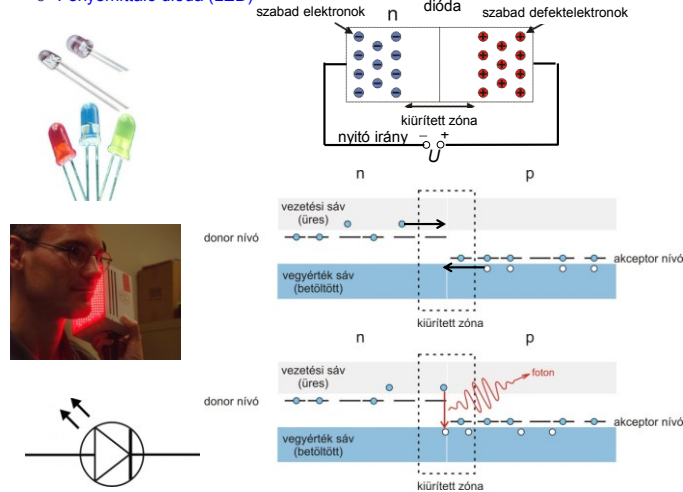 dióda
szabad elektronok
n
szabad defektelektronok
kiürített zóna
nyitó irány
− +
U
n
p
vezetési sáv
(üres)
donor nívó
akceptor nívó
vegyérték sáv
(betöltött)
kiürített zóna
n
p
vezetési sáv
(üres)
foton
donor nívó
akceptor nívó
vegyérték sáv
(betöltött)
kiürített zóna